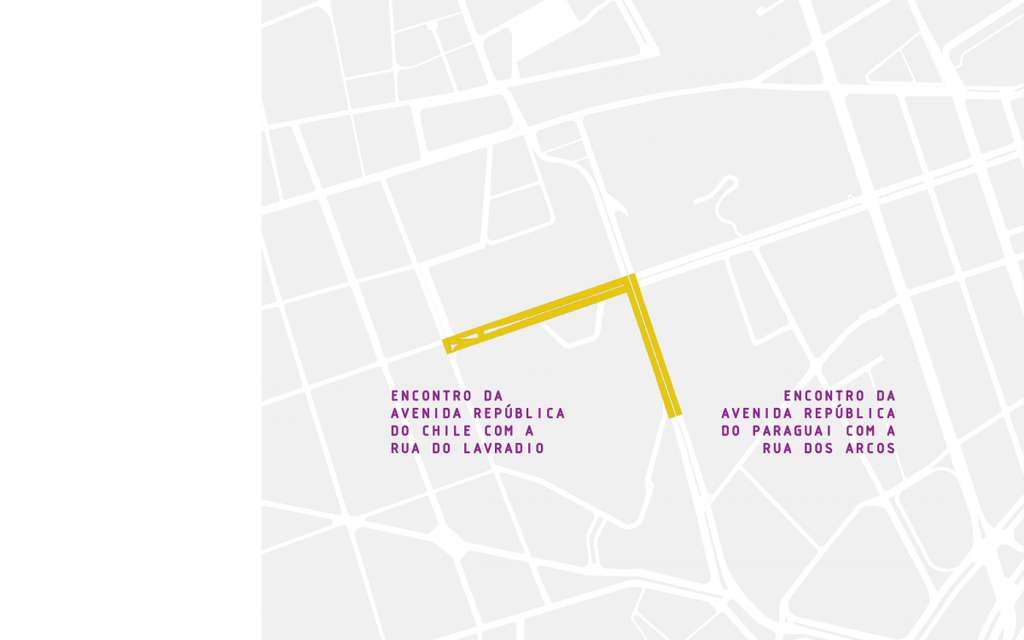 ENCONTRO DA
AVENIDA REPÚBLICA
DO CHILE COM A
RUA DO LAVRADIO
ENCONTRO DA
AVENIDA REPÚBLICA
DO PARAGUAI COM A
RUA DOS ARCOS